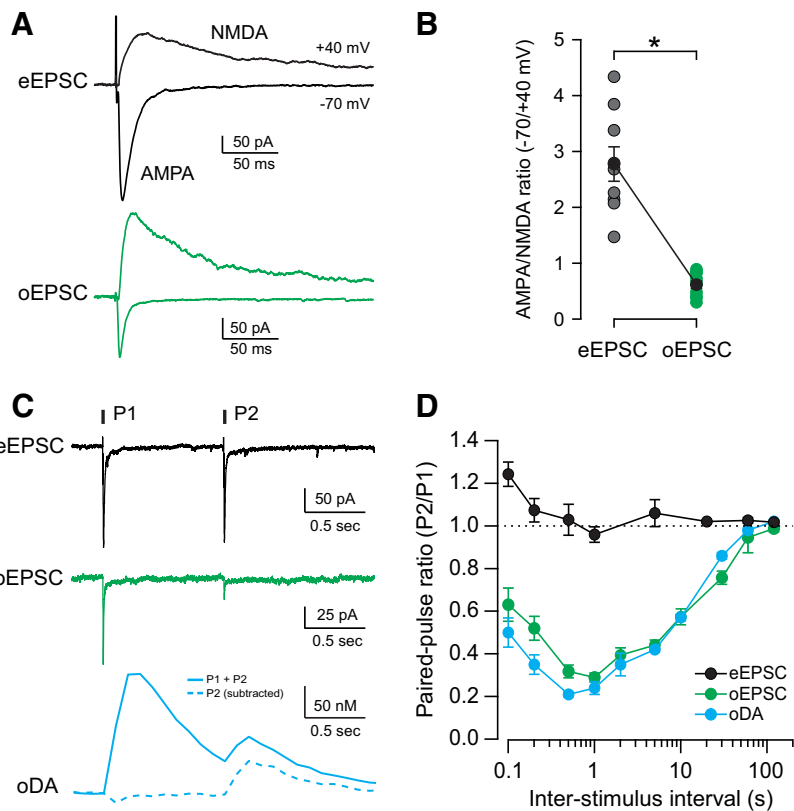 A
NMDA
+40 mV
eEPSC
-70 mV
50 pA
50 ms
AMPA
oEPSC
50 pA
50 ms
B
AMPA/NMDA ratio (-70/+40 mV)
5
4
3
2
1
0
*
eEPSC oEPSC
C
P1 P2
eEPSC
50 pA
0.5 sec
oEPSC
25 pA
0.5 sec
P1 + P2
P2 (subtracted)
50 nM
0.5 sec
oDA
D
Paired-pulse ratio (P2/P1)
1.4
1.2
1.0
0.8
0.6
0.4
0.2
0.0
eEPSC
oEPSC
oDA
0.1 1 10 100
Inter-stimulus interval (s)